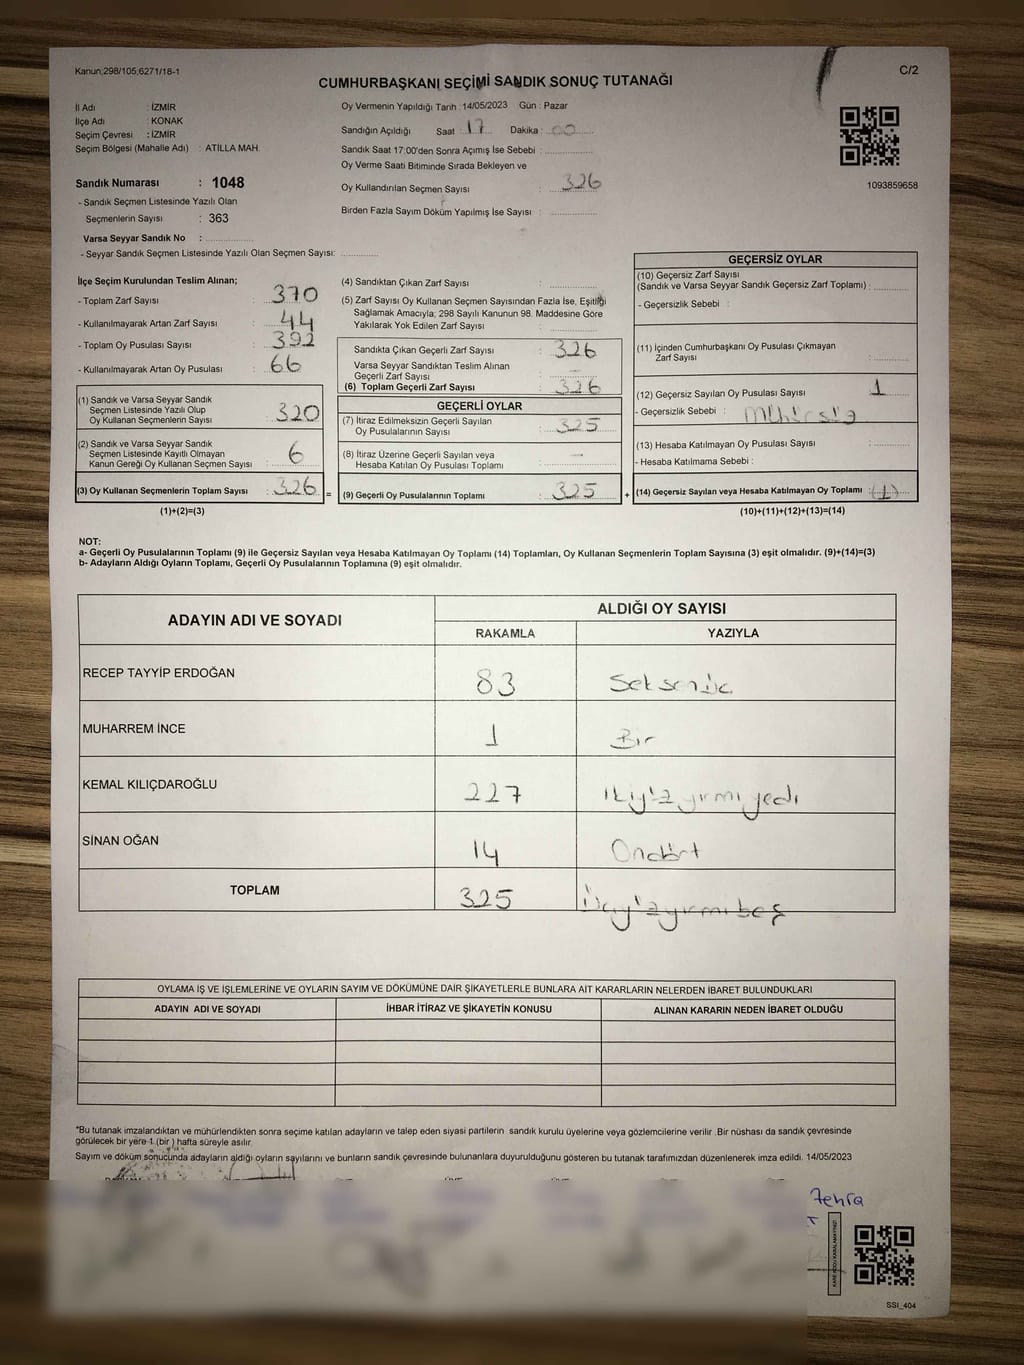 Kanun;298/105,6271/18-1
C/2
CUMHURBAŞKANI SEÇİMİ SANDIK SONUÇ TUTANAĞI
İl Adı : İZMİR
İlçe Adı : KONAK
Seçim Çevresi : İZMİR
Seçim Bölgesi (Mahalle Adı) : ATİLLA MAH.
Sandık Numarası : 1048
- Sandık Seçmen Listesinde Yazılı Olan
Seçmenlerin Sayısı : 363
Varsa Seyyar Sandık No :
- Seyyar Sandık Seçmen Listesinde Yazılı Olan Seçmen Sayısı:
Oy Vermenin Yapıldığı Tarih : 14/05/2023 Gün : Pazar
Sandığın Açıldığı Saat : 17 Dakika : 00
Sandık Saat 17:00'den Sonra Açımış İse Sebebi :
Oy Verme Saati Bitiminde Sırada Bekleyen ve
Oy Kullandırılan Seçmen Sayısı : 326
Birden Fazla Sayım Döküm Yapılmış İse Sayısı :
1093859658
İlçe Seçim Kurulundan Teslim Alınan;
- Toplam Zarf Sayısı : 370
- Kullanılmayarak Artan Zarf Sayısı : 44
- Toplam Oy Pusulası Sayısı : 392
- Kullanılmayarak Artan Oy Pusulası : 66
(1) Sandık ve Varsa Seyyar Sandık
Seçmen Listesinde Yazılı Olup
Oy Kullanan Seçmenlerin Sayısı : 320
(2) Sandık ve Varsa Seyyar Sandık
Seçmen Listesinde Kayıtlı Olmayan
Kanun Gereği Oy Kullanan Seçmen Sayısı : 6
(3) Oy Kullanan Seçmenlerin Toplam Sayısı : 326
(1)+(2)=(3)
(4) Sandıktan Çıkan Zarf Sayısı :
(5) Zarf Sayısı Oy Kullanan Seçmen Sayısından Fazla İse, Eşitliği
Sağlamak Amacıyla; 298 Sayılı Kanunun 98. Maddesine Göre
Yakılarak Yok Edilen Zarf Sayısı :
Sandıkta Çıkan Geçerli Zarf Sayısı : 326
Varsa Seyyar Sandıktan Teslim Alınan
Geçerli Zarf Sayısı : —
(6) Toplam Geçerli Zarf Sayısı : 326
GEÇERLİ OYLAR
(7) İtiraz Edilmeksizin Geçerli Sayılan
Oy Pusulalarının Sayısı : 325
(8) İtiraz Üzerine Geçerli Sayılan veya
Hesaba Katılan Oy Pusulası Toplamı : —
= (9) Geçerli Oy Pusulalarının Toplamı : 325 +
GEÇERSİZ OYLAR
(10) Geçersiz Zarf Sayısı
(Sandık ve Varsa Seyyar Sandık Geçersiz Zarf Toplamı) :
- Geçersizlik Sebebi :
(11) İçinden Cumhurbaşkanı Oy Pusulası Çıkmayan
Zarf Sayısı :
(12) Geçersiz Sayılan Oy Pusulası Sayısı : 1
- Geçersizlik Sebebi : Mühürsüz
(13) Hesaba Katılmayan Oy Pusulası Sayısı :
- Hesaba Katılmama Sebebi :
(14) Geçersiz Sayılan veya Hesaba Katılmayan Oy Toplamı : (1)
(10)+(11)+(12)+(13)=(14)
NOT:
a- Geçerli Oy Pusulalarının Toplamı (9) ile Geçersiz Sayılan veya Hesaba Katılmayan Oy Toplamı (14) Toplamları, Oy Kullanan Seçmenlerin Toplam Sayısına (3) eşit olmalıdır. (9)+(14)=(3)
b- Adayların Aldığı Oyların Toplamı, Geçerli Oy Pusulalarının Toplamına (9) eşit olmalıdır.
ADAYIN ADI VE SOYADI ALDIĞI OY SAYISI
RAKAMLA YAZIYLA
RECEP TAYYİP ERDOĞAN 83 Seksenüç
MUHARREM İNCE 1 Bir
KEMAL KILIÇDAROĞLU 227 İkiyüzyirmiyedi
SİNAN OĞAN 14 Ondört
TOPLAM 325 Üçyüzyirmibeş
OYLAMA İŞ VE İŞLEMLERİNE VE OYLARIN SAYIM VE DÖKÜMÜNE DAİR ŞİKAYETLERLE BUNLARA AİT KARARLARIN NELERDEN İBARET BULUNDUKLARI
ADAYIN ADI VE SOYADI İHBAR İTİRAZ VE ŞİKAYETİN KONUSU ALINAN KARARIN NEDEN İBARET OLDUĞU
*Bu tutanak imzalandıktan ve mühürlendikten sonra seçime katılan adayların ve talep eden siyasi partilerin sandık kurulu üyelerine veya gözlemcilerine verilir .Bir nüshası da sandık çevresinde
görülecek bir yere 1 (bir ) hafta süreyle asılır.
Sayım ve döküm sonucunda adayların aldığı oyların sayılarını ve bunların sandık çevresinde bulunanlara duyurulduğunu gösteren bu tutanak tarafımızdan düzenlenerek imza edildi. 14/05/2023
Zehra
KARE KODU KARALAMAYINIZ!
SSI_404